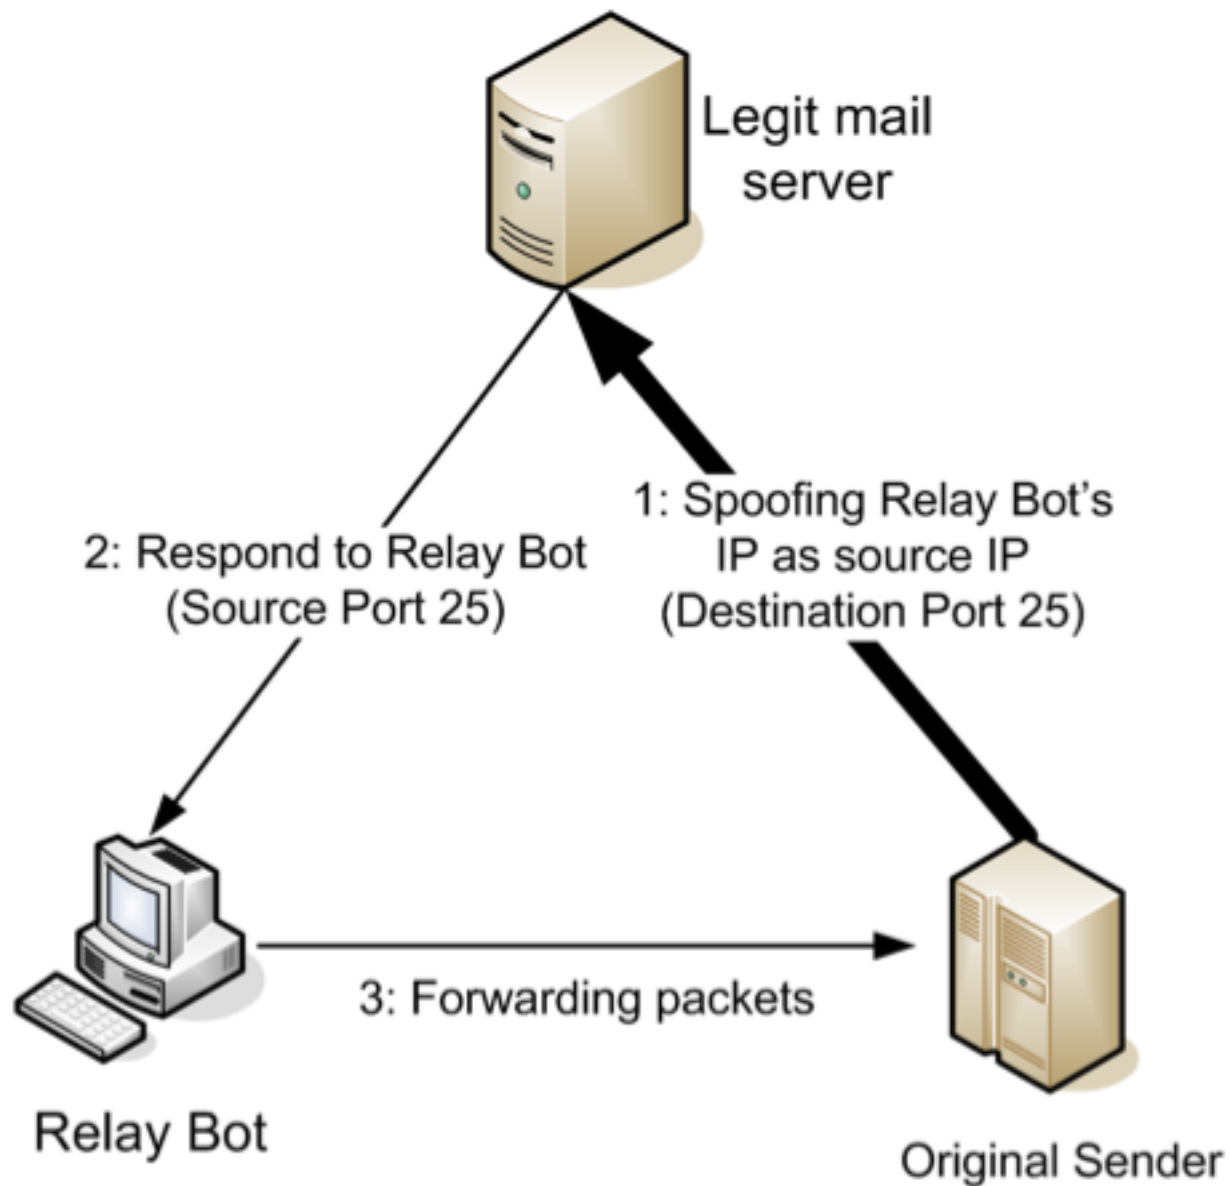 Legit mail
server
1: Spoofing Relay Bot's
IP as source IP
(Destination Port 25)
2: Respond to Relay Bot
(Source Port 25)
3: Forwarding packets
Relay Bot
Original Sender